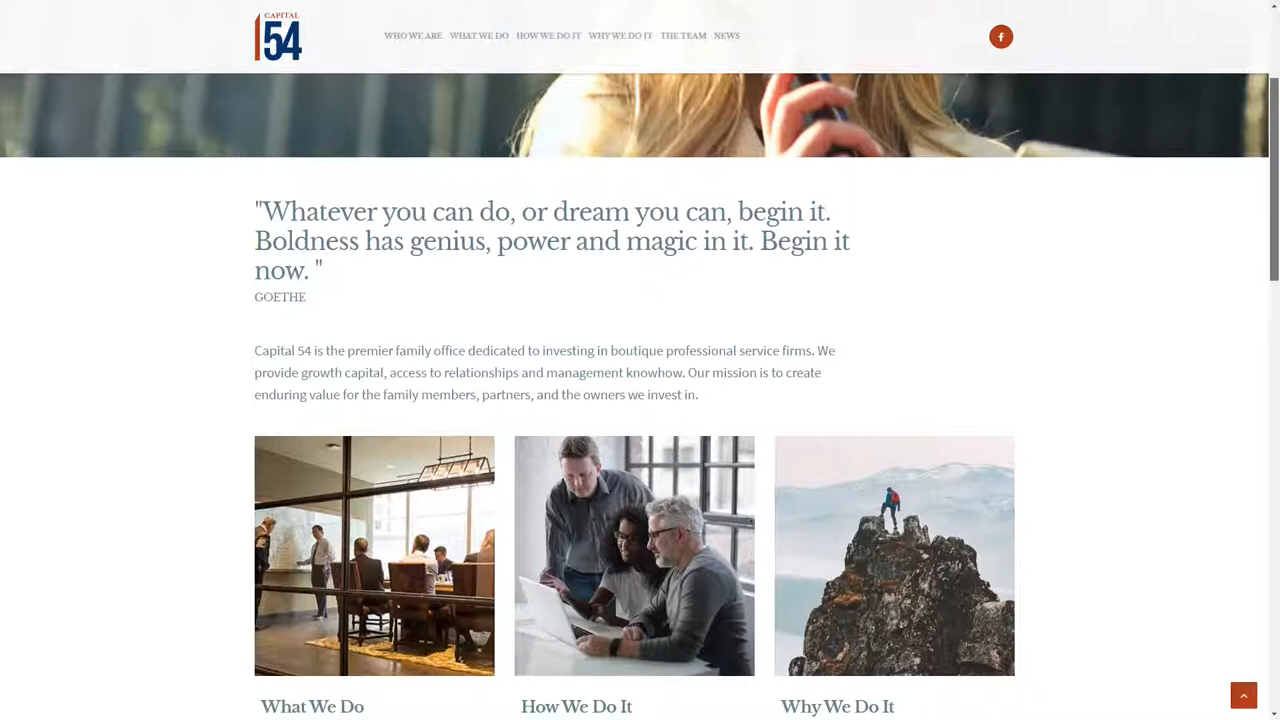 CAPITAL
54
WHO WE ARE WHAT WE DO HOW WE DO IT WHY WE DO IT THE TEAM NEWS
"Whatever you can do, or dream you can, begin it.
Boldness has genius, power and magic in it. Begin it
now. "
GOETHE
Capital 54 is the premier family office dedicated to investing in boutique professional service firms. We
provide growth capital, access to relationships and management knowhow. Our mission is to create
enduring value for the family members, partners, and the owners we invest in.
What We Do How We Do It Why We Do It